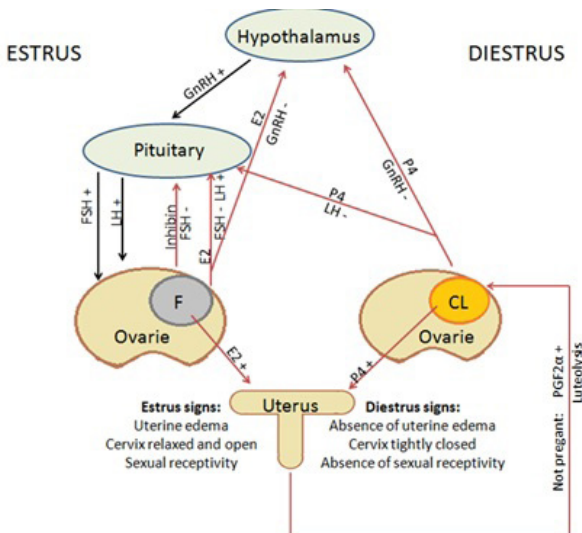 ESTRUS
Hypothalamus
DIESTRUS
GnRH +
E2
GnRH -
P4
GnRH -
Pituitary
P4
LH -
FSH +
LH +
Inhibin
FSH -
E2
FSH - LH +
F
Ovarie
CL
Ovarie
E2 +
P4 +
Uterus
Estrus signs:
Uterine edema
Cervix relaxed and open
Sexual receptivity
Diestrus signs:
Absence of uterine edema
Cervix tightly closed
Absence of sexual receptivity
Not pregant: PGF2α +
Luteolysis